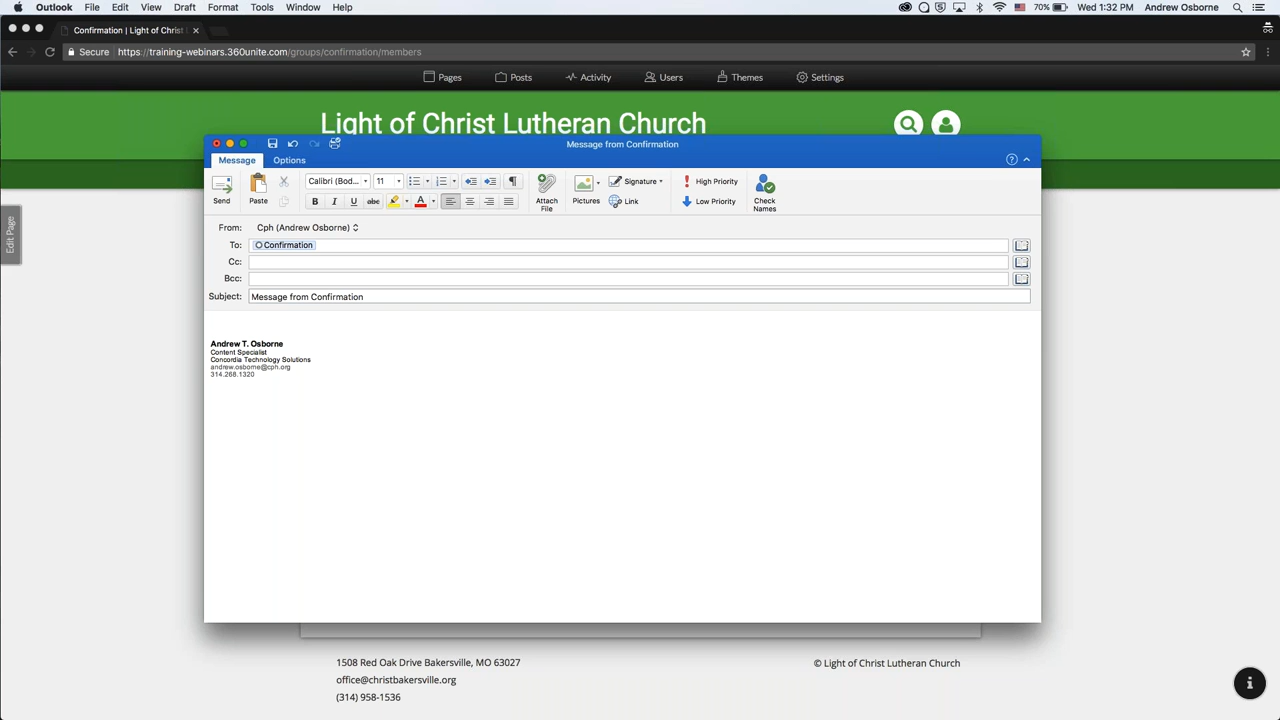 Outlook File Edit View Draft Format Tools Window Help 70% Wed 1:32 PM Andrew Osborne
Confirmation | Light of Christ L
Secure https://training-webinars.360unite.com/groups/confirmation/members
Pages Posts Activity Users Themes Settings
Light of Christ Lutheran Church
Message from Confirmation
Message Options
Calibri (Bod... 11 Signature High Priority
B I U abc A Link Low Priority
Send Paste Attach File Pictures Check Names
From: Cph (Andrew Osborne)
To: Confirmation
Cc:
Bcc:
Subject: Message from Confirmation
Edit Page
Andrew T. Osborne
Content Specialist
Concordia Technology Solutions
andrew.osborne@cph.org
314.268.1320
1508 Red Oak Drive Bakersville, MO 63027 © Light of Christ Lutheran Church
office@christbakersville.org
(314) 958-1536